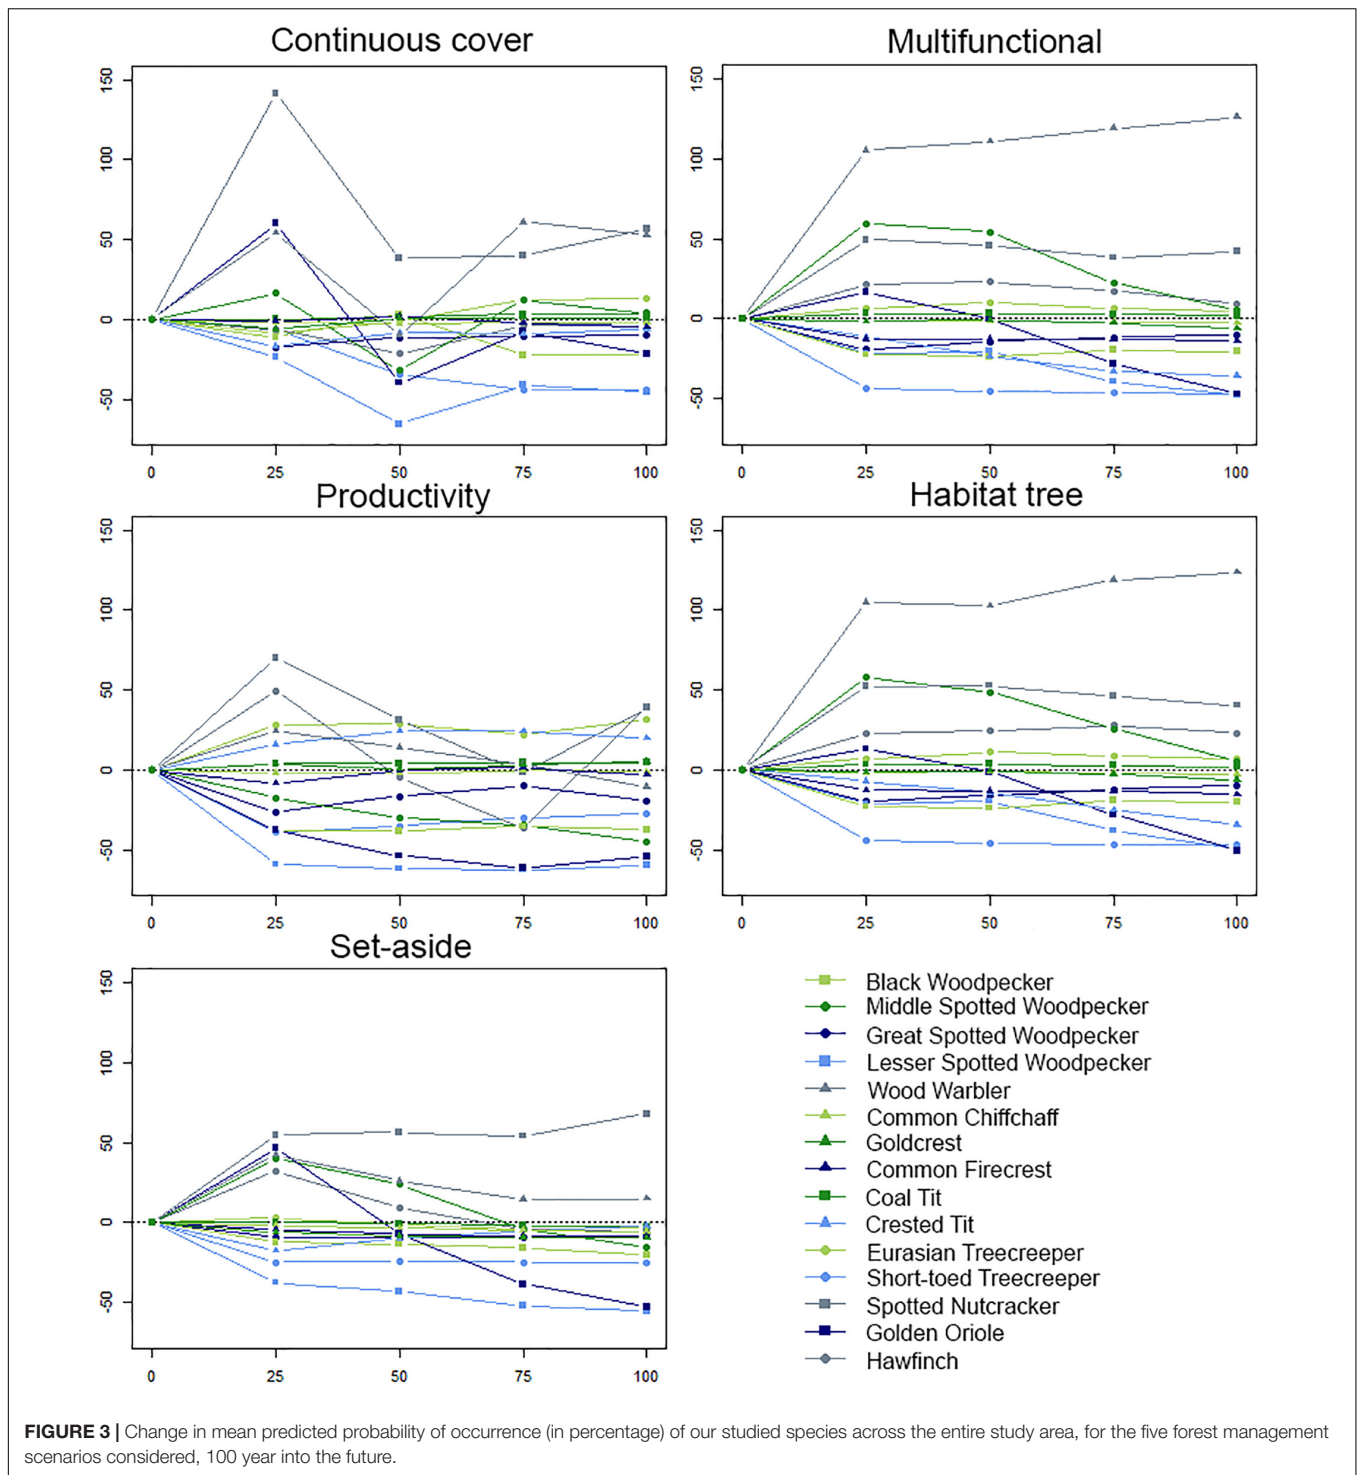 Continuous cover
Multifunctional
150
100
50
0
-50
0 25 50 75 100
150
100
50
0
-50
0 25 50 75 100
Productivity
Habitat tree
150
100
50
0
-50
0 25 50 75 100
150
100
50
0
-50
0 25 50 75 100
Set-aside
150
100
50
0
-50
0 25 50 75 100
Black Woodpecker
Middle Spotted Woodpecker
Great Spotted Woodpecker
Lesser Spotted Woodpecker
Wood Warbler
Common Chiffchaff
Goldcrest
Common Firecrest
Coal Tit
Crested Tit
Eurasian Treecreeper
Short-toed Treecreeper
Spotted Nutcracker
Golden Oriole
Hawfinch
FIGURE 3 | Change in mean predicted probability of occurrence (in percentage) of our studied species across the entire study area, for the five forest management
scenarios considered, 100 year into the future.